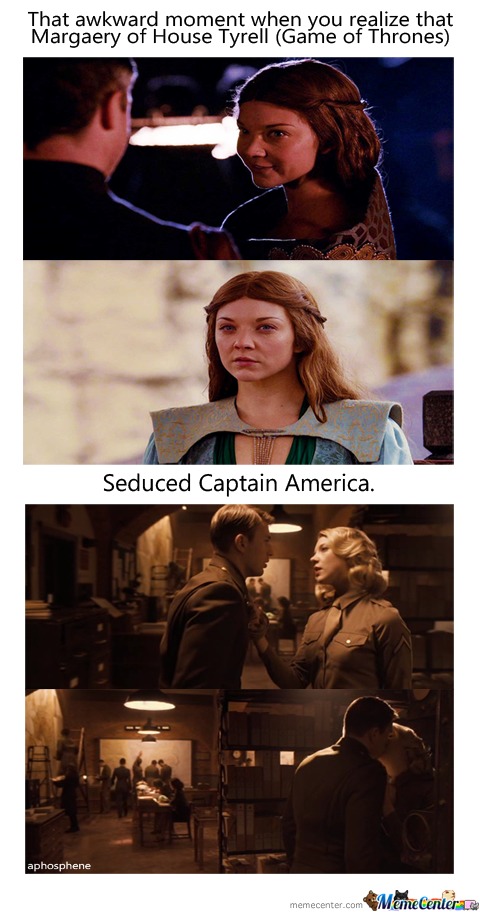 That awkward moment when you realize that
Margaery of House Tyrell (Game of Thrones)
Seduced Captain America.
aphosphene
memecenter.com MemeCenter